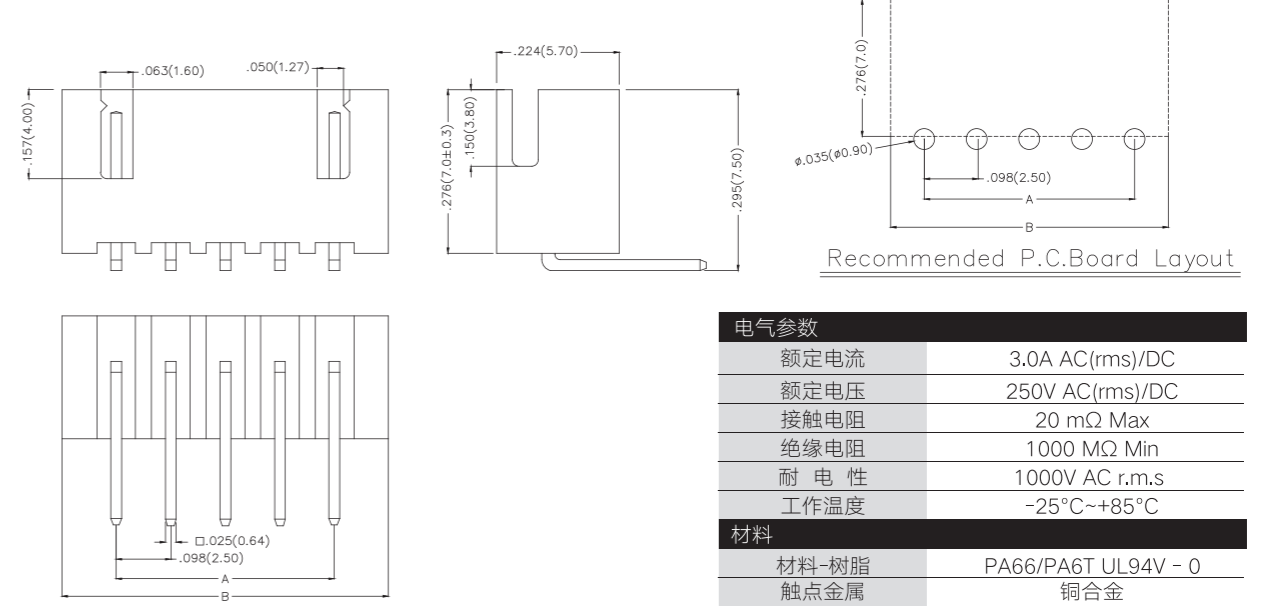 .063(1.60)
.050(1.27)
.157(4.00)
.224(5.70)
.150(3.80)
.276(7.0±0.3)
.295(7.50)
.276(7.0)
ø.035(ø0.90)
.098(2.50)
A
B
Recommended P.C.Board Layout
□.025(0.64)
.098(2.50)
A
B
电气参数
额定电流 3.0A AC(rms)/DC
额定电压 250V AC(rms)/DC
接触电阻 20 mΩ Max
绝缘电阻 1000 MΩ Min
耐 电 性 1000V AC r.m.s
工作温度 -25°C~+85°C
材料
材料-树脂 PA66/PA6T UL94V - 0
触点金属 铜合金